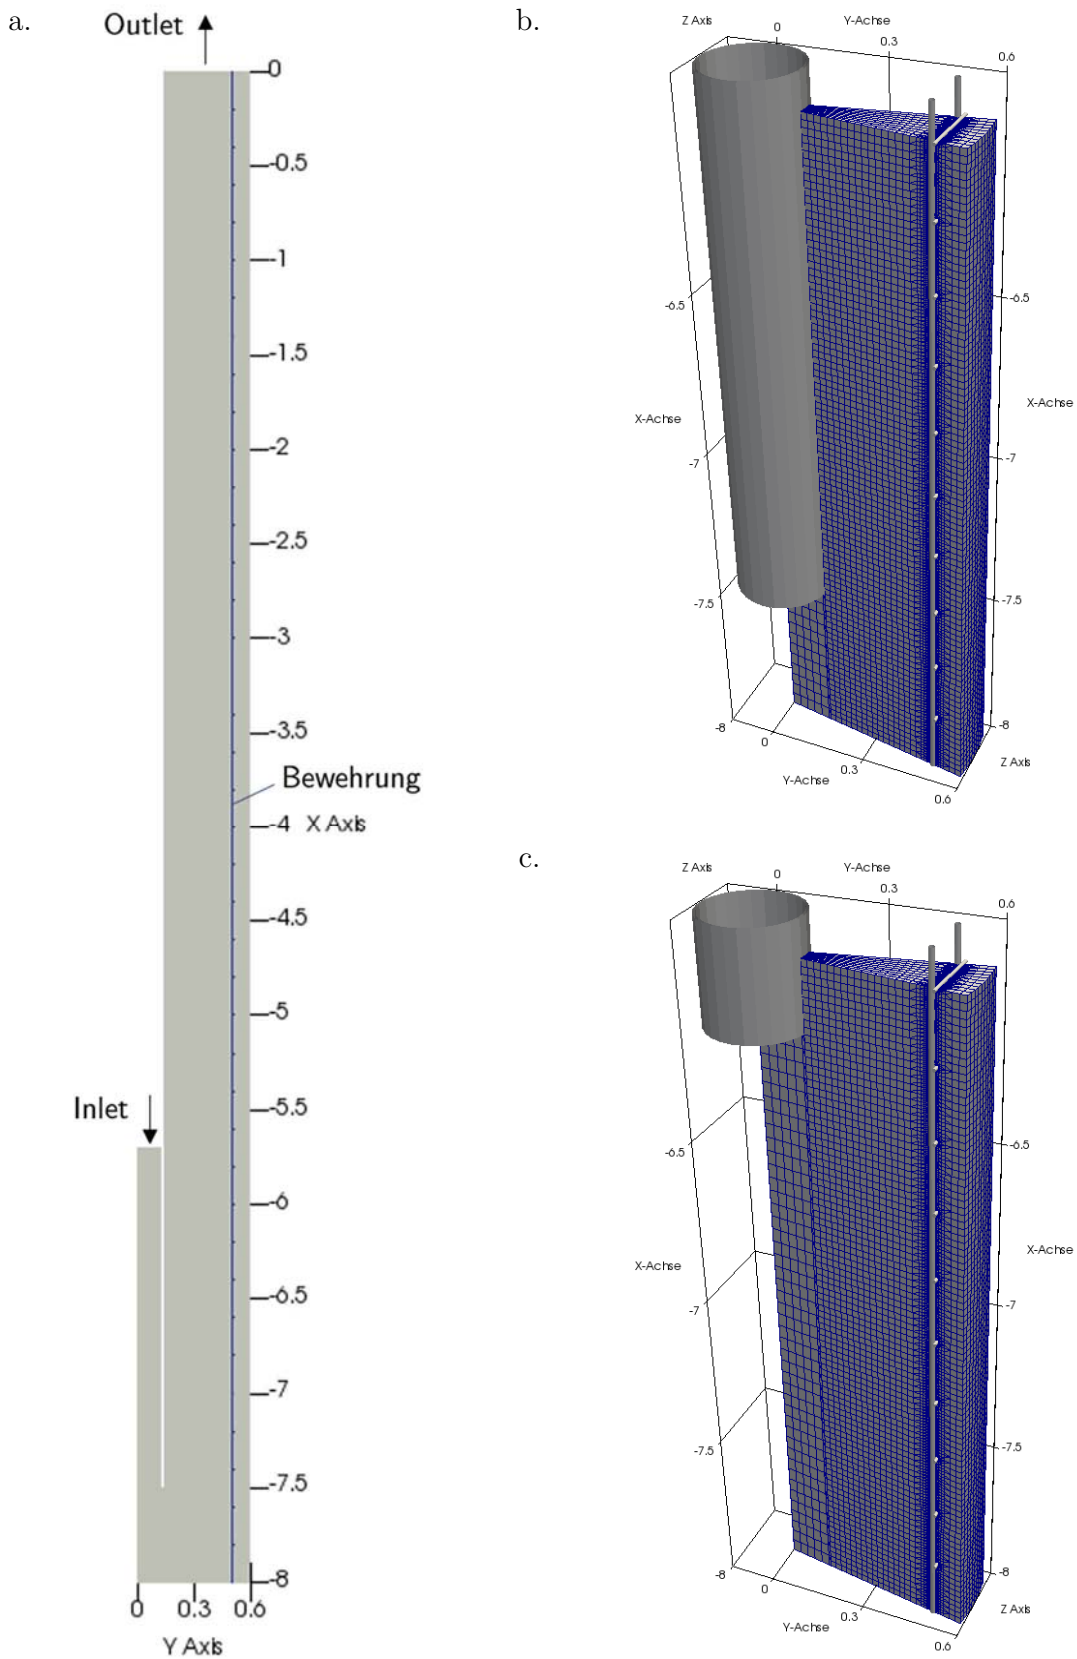 a.
Outlet
0
-0.5
-1
-1.5
-2
-2.5
-3
-3.5
Bewehrung
-4 X Axis
-4.5
-5
Inlet
-5.5
-6
-6.5
-7
-7.5
-8
0 0.3 0.6
Y Axis
b.
Z Axis 0 Y-Achse 0.3 0.6
-6.5 -6.5
X-Achse X-Achse
-7 -7
-7.5 -7.5
-8 -8
0 0.3 0.6
Y-Achse Z Axis
c.
Z Axis 0 Y-Achse 0.3 0.6
-6.5 -6.5
X-Achse X-Achse
-7 -7
-7.5 -7.5
-8 -8
0 0.3 0.6
Y-Achse Z Axis